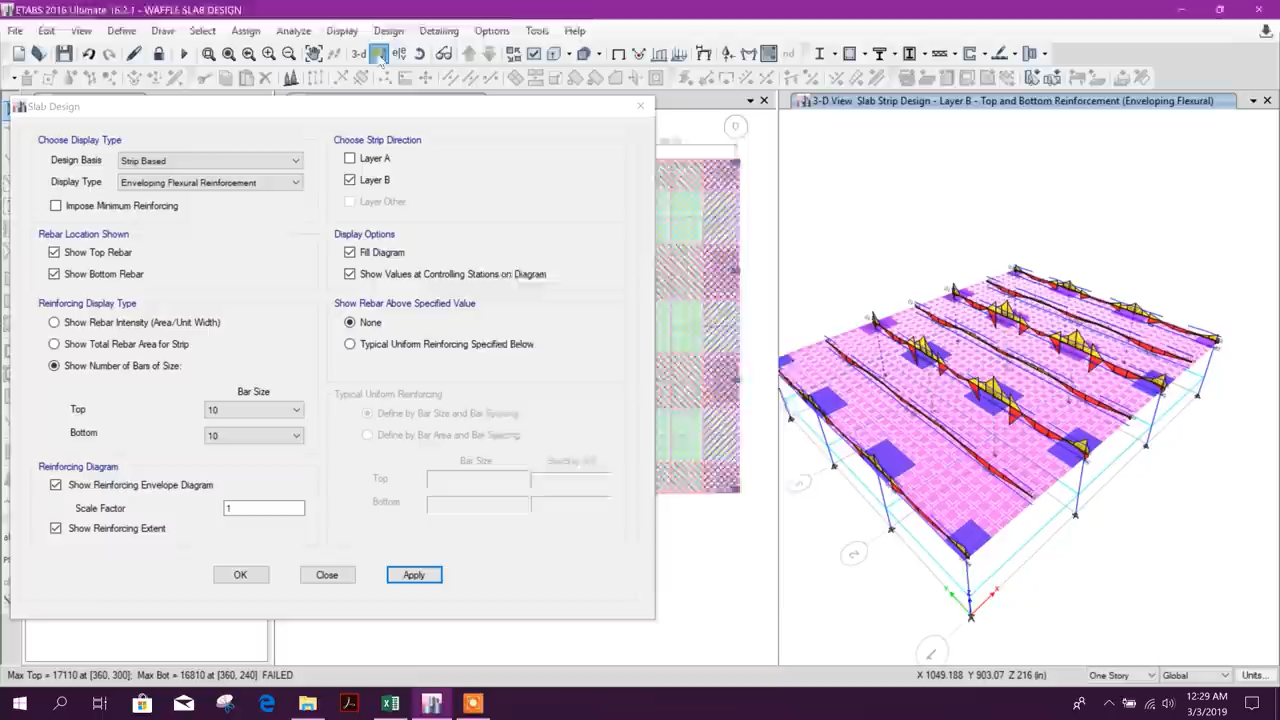 ETABS 2016 Ultimate 16.2.1 - WAFFLE SLAB DESIGN
File Edit View Define Draw Select Assign Analyze Display Design Detailing Options Tools Help
3-d
nd
Slab Design
3-D View Slab Strip Design - Layer B - Top and Bottom Reinforcement (Enveloping Flexural)
Choose Display Type
Design Basis Strip Based
Display Type Enveloping Flexural Reinforcement
Impose Minimum Reinforcing
Choose Strip Direction
Layer A
Layer B
Layer Other
Rebar Location Shown
Show Top Rebar
Show Bottom Rebar
Display Options
Fill Diagram
Show Values at Controlling Stations on Diagram
Reinforcing Display Type
Show Rebar Intensity (Area/Unit Width)
Show Total Rebar Area for Strip
Show Number of Bars of Size:
Bar Size
Top 10
Bottom 10
Show Rebar Above Specified Value
None
Typical Uniform Reinforcing Specified Below
Typical Uniform Reinforcing
Define by Bar Size and Bar Spacing
Define by Bar Area and Bar Spacing
Bar Size
Top
Bottom
Reinforcing Diagram
Show Reinforcing Envelope Diagram
Scale Factor 1
Show Reinforcing Extent
OK Close Apply
Max Top = 17110 at [360, 300]; Max Bot = 16810 at [360, 240] FAILED
X 1049.188 Y 903.07 Z 216 (in)
One Story Global Units...
12:29 AM
3/3/2019